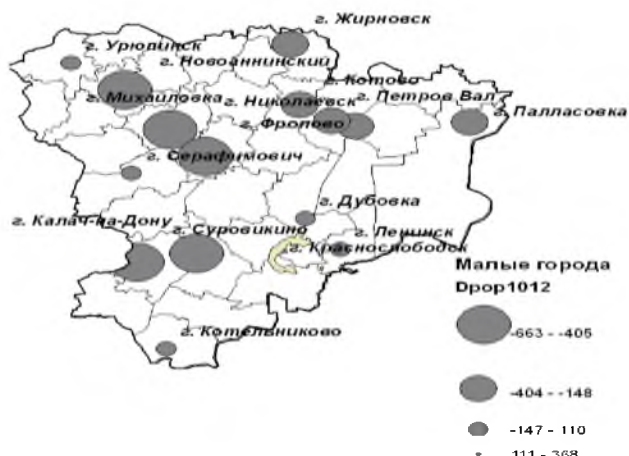 г. Жирновск
г. Урюпинск
г. Новоаннинский
г. Котово
г. Михайловка
г. Николаевск
г. Петров Вал
г. Палласовка
г. Фролово
г. Серафимович
г. Дубовка
г. Калач-на-Дону
г. Суровикино
г. Ленинск
г. Краснослободск
Малые города
Dpop1012
г. Котельниково
-663 - -405
-404 - -148
-147 - 110
111 - 368